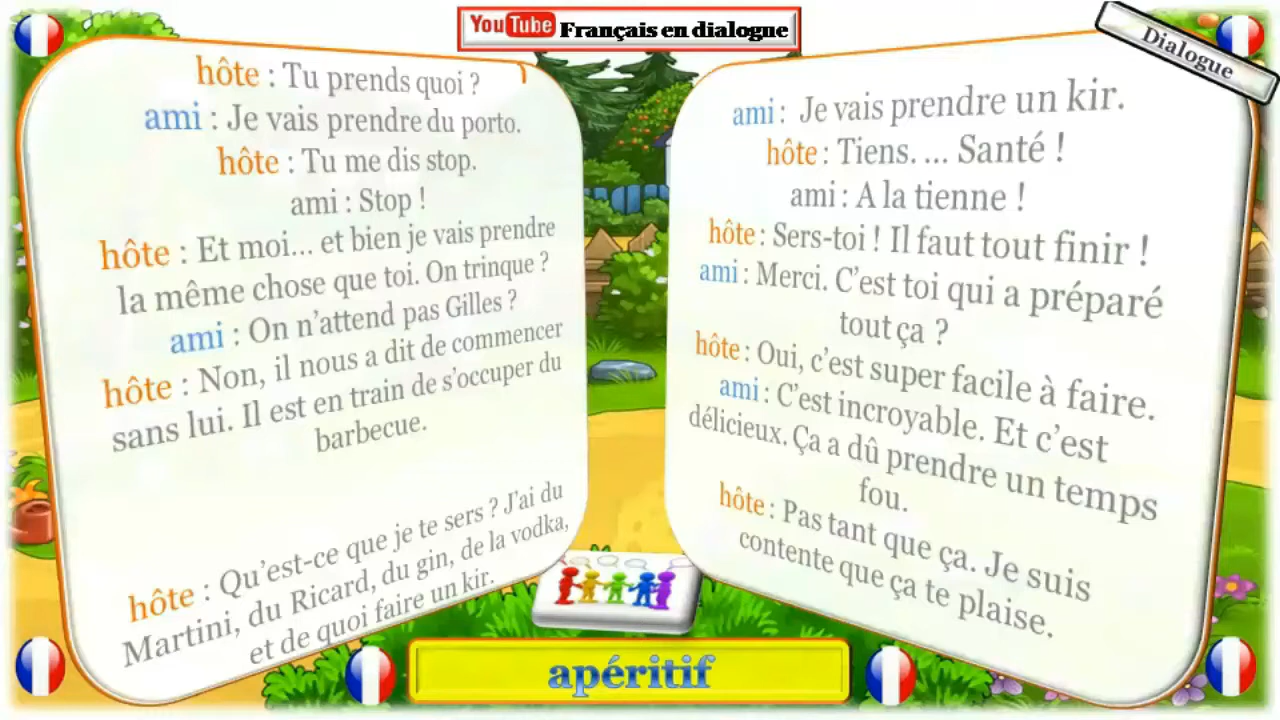 YouTube Français en dialogue
Dialogue
hôte : Tu prends quoi ?
ami : Je vais prendre du porto.
hôte : Tu me dis stop.
ami : Stop !
hôte : Et moi... et bien je vais prendre
la même chose que toi. On trinque ?
ami : On n'attend pas Gilles ?
hôte : Non, il nous a dit de commencer
sans lui. Il est en train de s'occuper du
barbecue.
hôte : Qu'est-ce que je te sers ? J'ai du
Martini, du Ricard, du gin, de la vodka,
et de quoi faire un kir.
ami : Je vais prendre un kir.
hôte : Tiens. ... Santé !
ami : A la tienne !
hôte : Sers-toi ! Il faut tout finir !
ami : Merci. C'est toi qui a préparé
tout ça ?
hôte : Oui, c'est super facile à faire.
ami : C'est incroyable. Et c'est
délicieux. Ça a dû prendre un temps
fou.
hôte : Pas tant que ça. Je suis
contente que ça te plaise.
apéritif